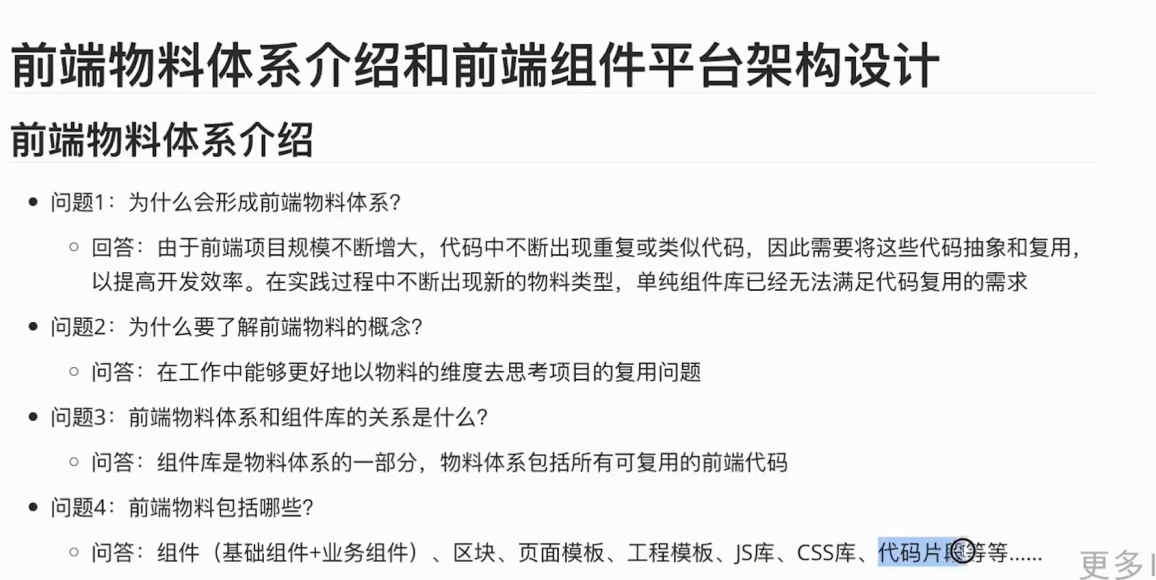 前端物料体系介绍和前端组件平台架构设计
前端物料体系介绍
问题1：为什么会形成前端物料体系？
回答：由于前端项目规模不断增大，代码中不断出现重复或类似代码，因此需要将这些代码抽象和复用，
以提高开发效率。在实践过程中不断出现新的物料类型，单纯组件库已经无法满足代码复用的需求
问题2：为什么要了解前端物料的概念？
问答：在工作中能够更好地以物料的维度去思考项目的复用问题
问题3：前端物料体系和组件库的关系是什么？
问答：组件库是物料体系的一部分，物料体系包括所有可复用的前端代码
问题4：前端物料包括哪些？
问答：组件（基础组件+业务组件）、区块、页面模板、工程模板、JS库、CSS库、代码片段等等......
更多